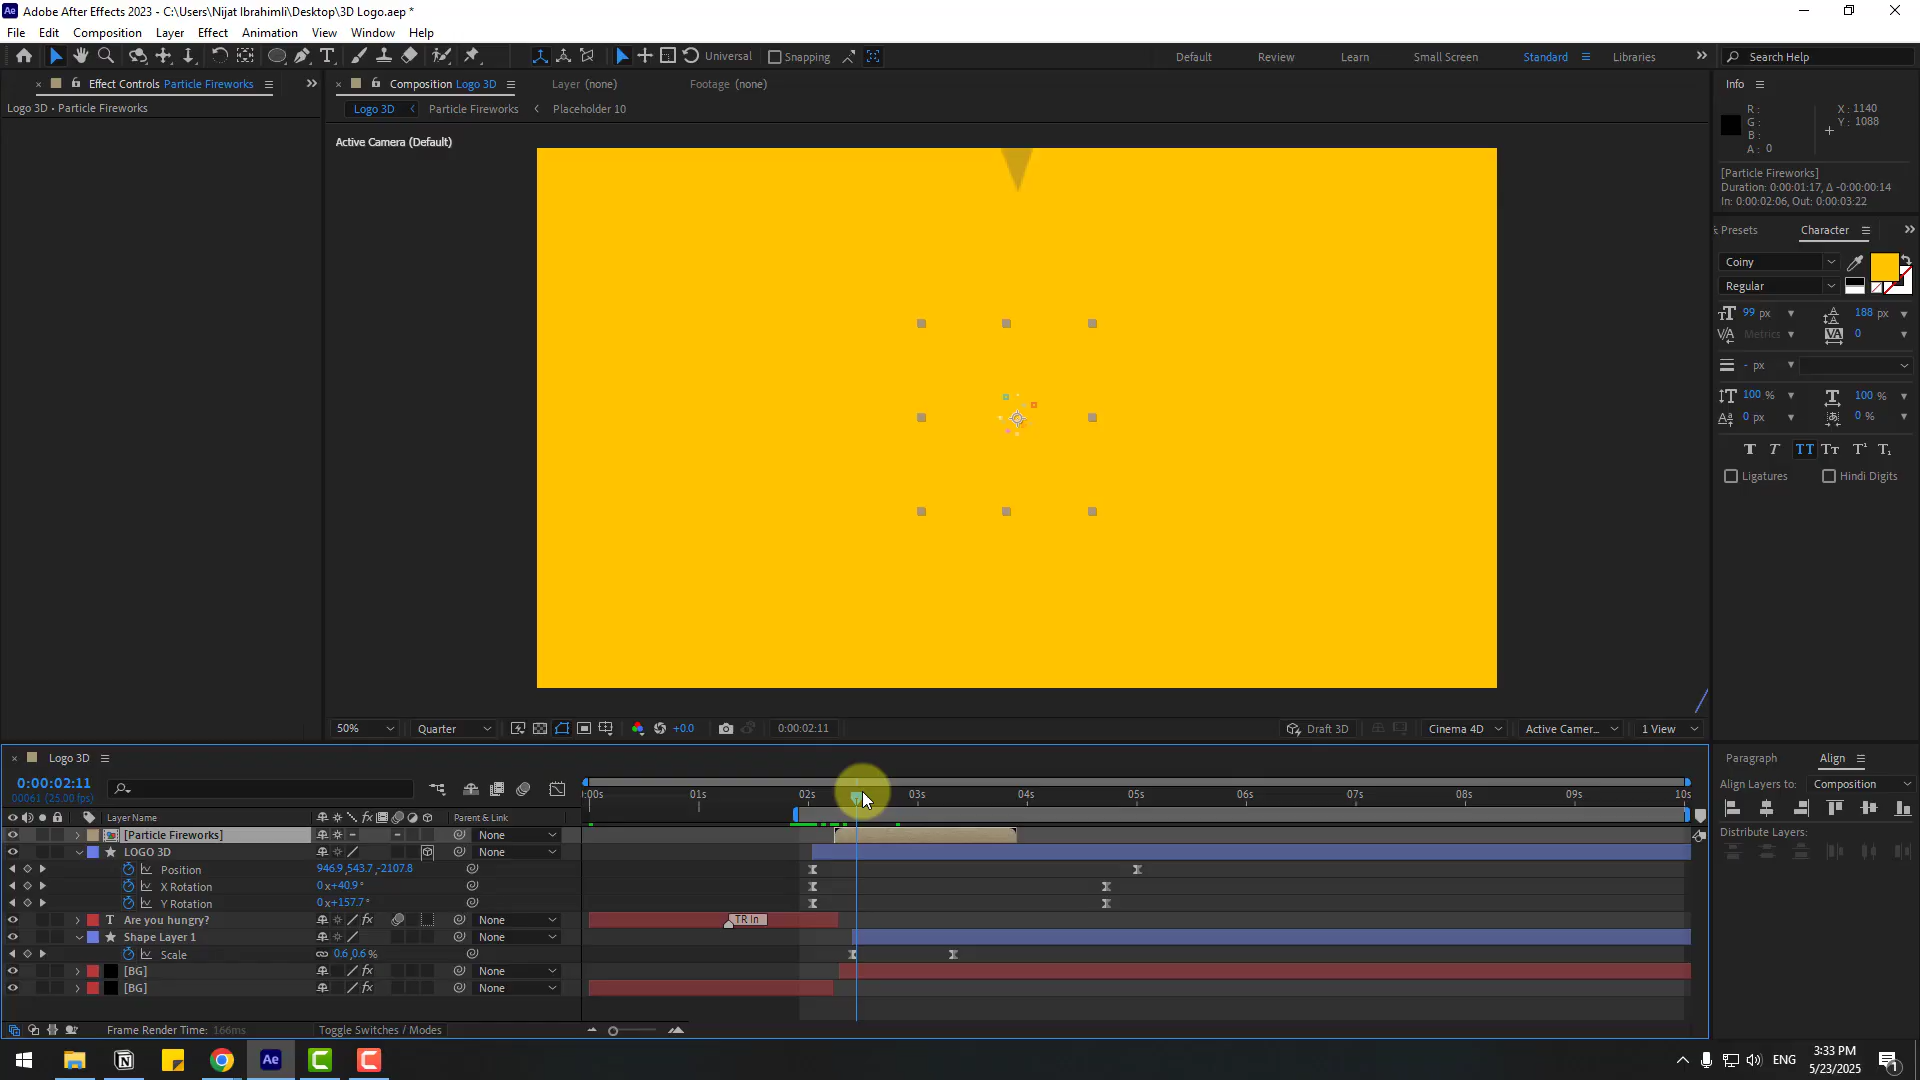 Adobe After Effects 2023 - C:\Users\Nijat Ibrahimli\Desktop\3D Logo.aep *
File Edit Composition Layer Effect Animation View Window Help
Universal Snapping Default Review Learn Small Screen Standard Libraries Search Help
Effect Controls Particle Fireworks
Logo 3D • Particle Fireworks
Composition Logo 3D
Layer (none)
Footage (none)
Logo 3D
Particle Fireworks
Placeholder 10
Active Camera (Default)
Info
R :
G :
B :
A : 0
X : 1140
Y : 1088
[Particle Fireworks]
Duration: 0:00:01:17, Δ -0:00:00:14
In: 0:00:02:06, Out: 0:00:03:22
& Presets Character
Coiny
Regular
99 px 188 px
Metrics 0
- px
100 % 100 %
0 px 0 %
Ligatures Hindi Digits
50% Quarter +0.0 0:00:02:11 Draft 3D Cinema 4D Active Camer... 1 View
Logo 3D
0:00:02:11
00061 (25.00 fps)
:00s 01s 02s 03s 04s 05s 06s 07s 08s 09s 10s
Layer Name Parent & Link
[Particle Fireworks] None
LOGO 3D None
Position 946.9,543.7,-2107.8
X Rotation 0x+40.9°
Y Rotation 0x+157.7°
Are you hungry? None TR In
Shape Layer 1 None
Scale 0.6,0.6%
[BG] None
[BG] None
Frame Render Time: 166ms Toggle Switches / Modes
Paragraph Align
Align Layers to: Composition
Distribute Layers:
ENG
3:33 PM
5/23/2025
1